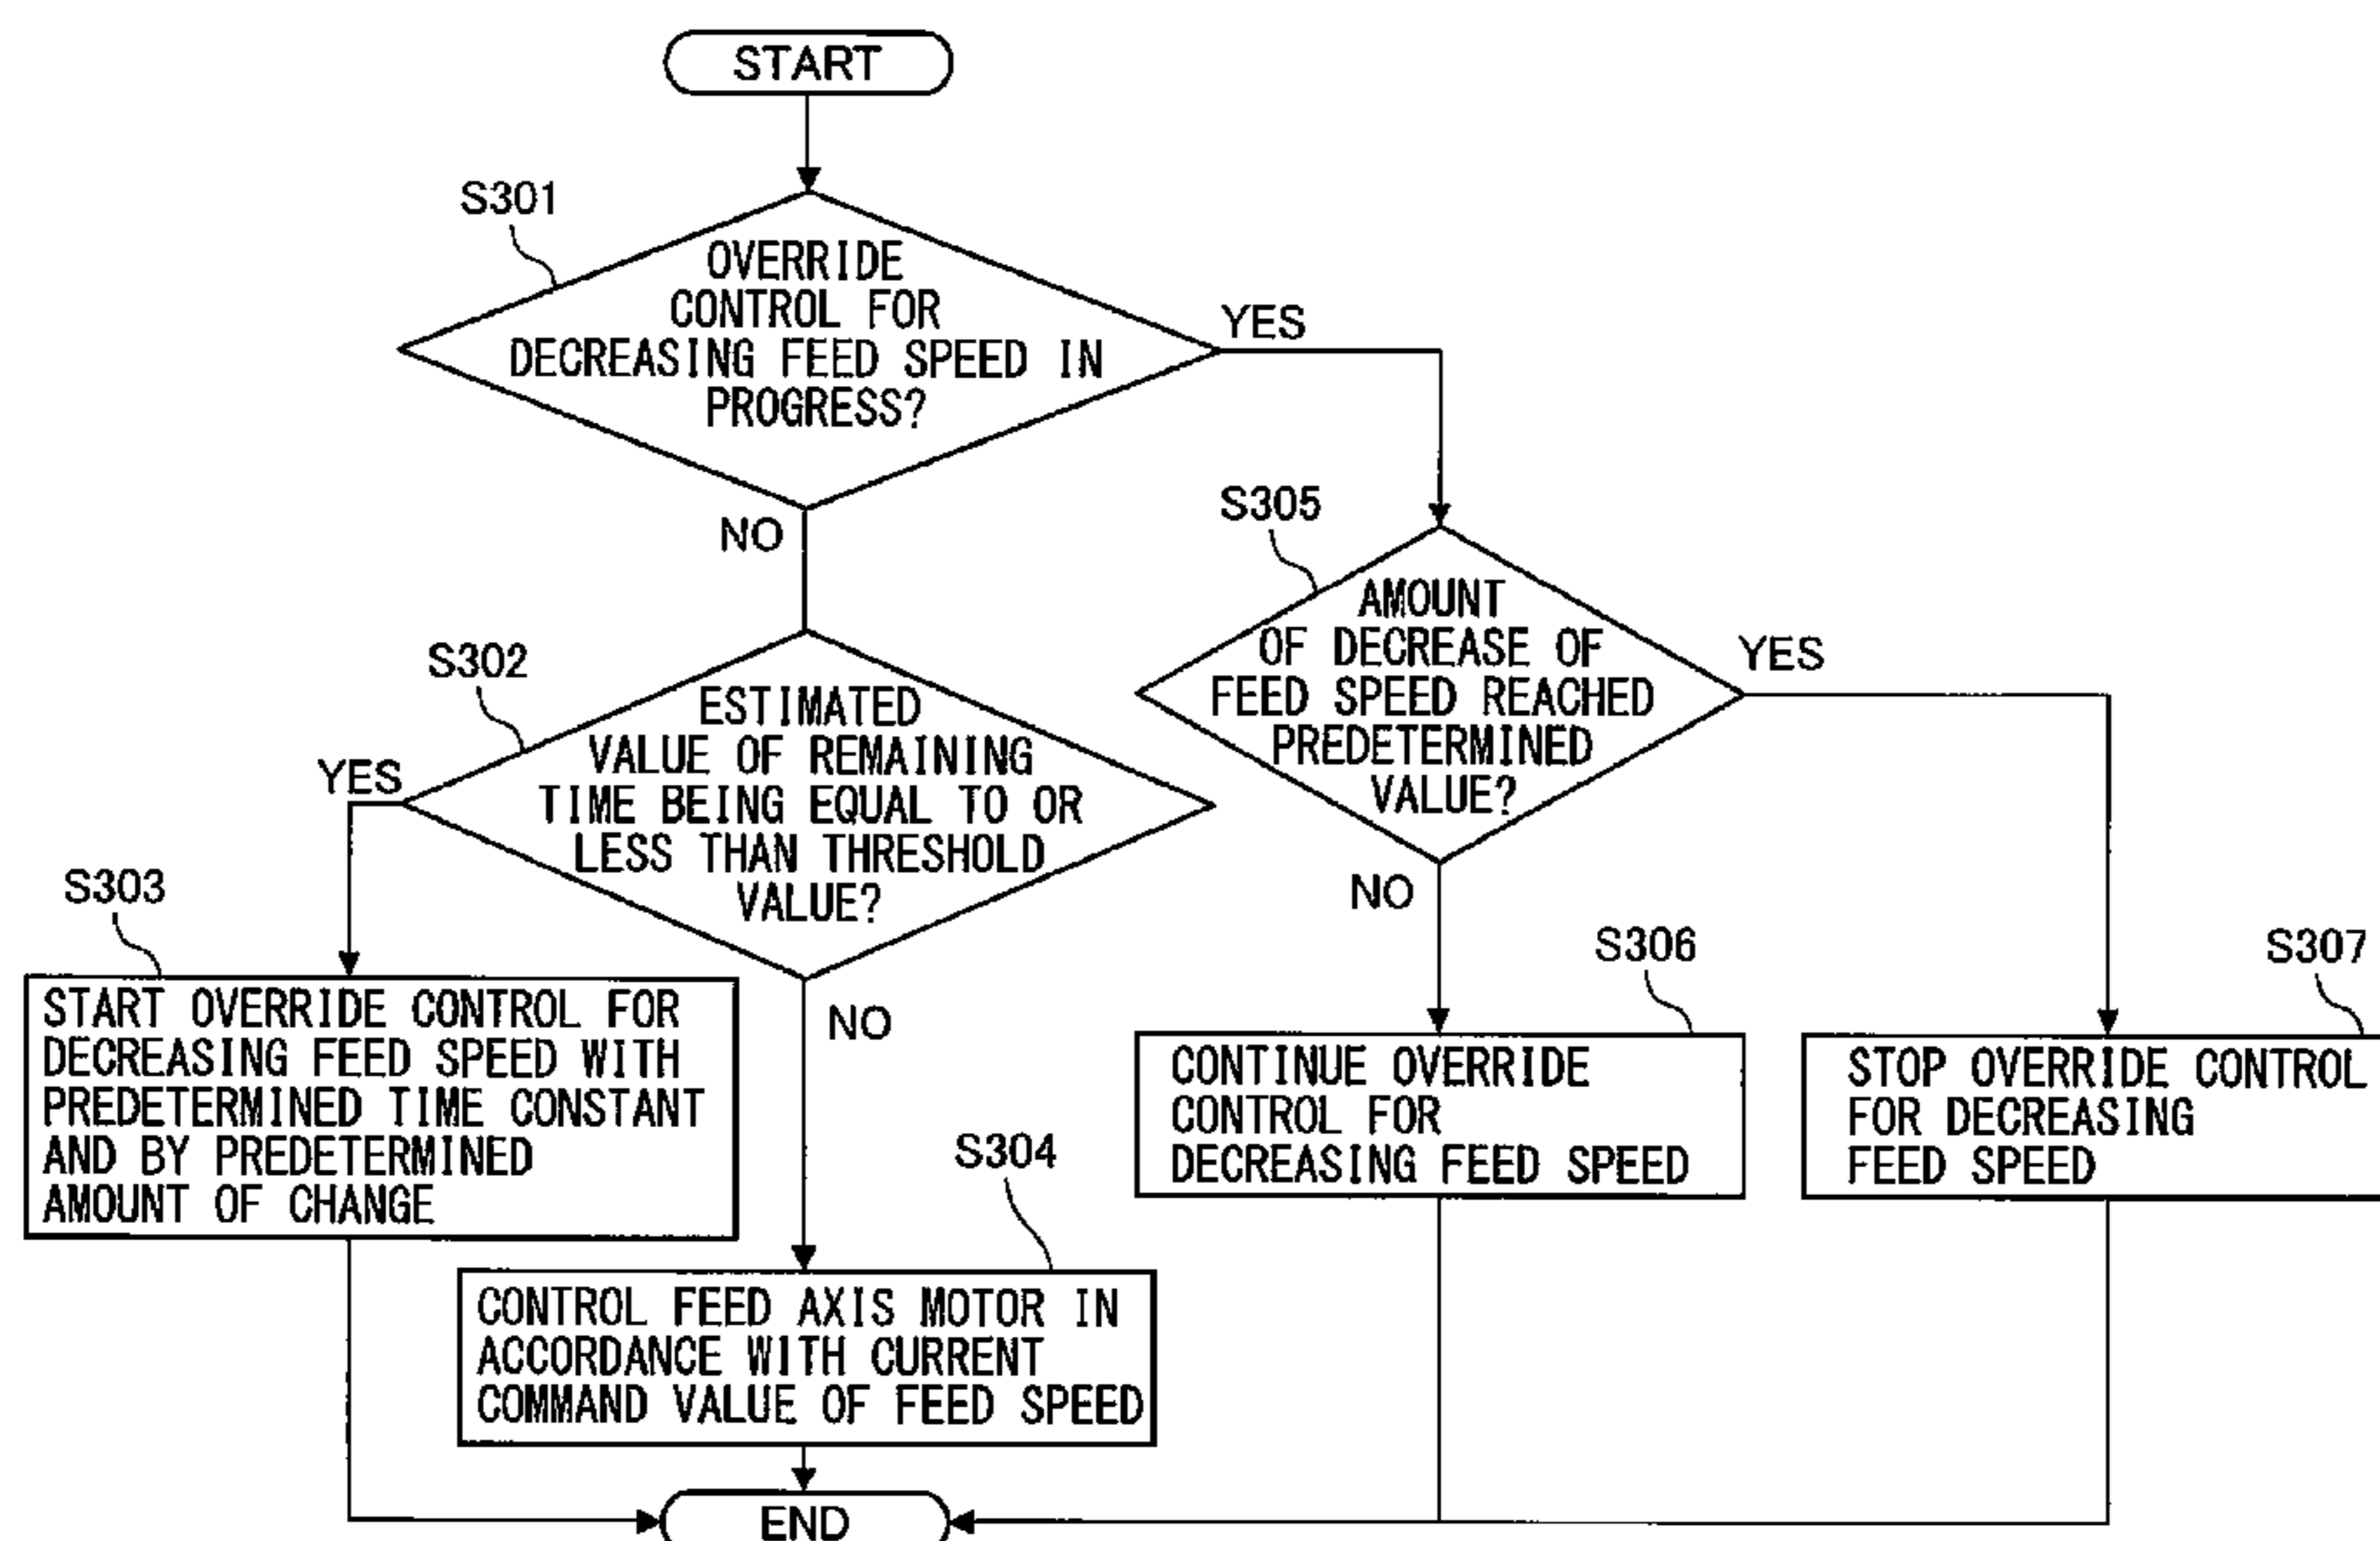 START
S301
OVERRIDE
CONTROL FOR
DECREASING FEED SPEED IN
PROGRESS?
YES
NO
S302
ESTIMATED
VALUE OF REMAINING
TIME BEING EQUAL TO OR
LESS THAN THRESHOLD
VALUE?
YES
NO
S303
START OVERRIDE CONTROL FOR
DECREASING FEED SPEED WITH
PREDETERMINED TIME CONSTANT
AND BY PREDETERMINED
AMOUNT OF CHANGE
S304
CONTROL FEED AXIS MOTOR IN
ACCORDANCE WITH CURRENT
COMMAND VALUE OF FEED SPEED
S305
AMOUNT
OF DECREASE OF
FEED SPEED REACHED
PREDETERMINED
VALUE?
YES
NO
S306
CONTINUE OVERRIDE
CONTROL FOR
DECREASING FEED SPEED
S307
STOP OVERRIDE CONTROL
FOR DECREASING
FEED SPEED
END